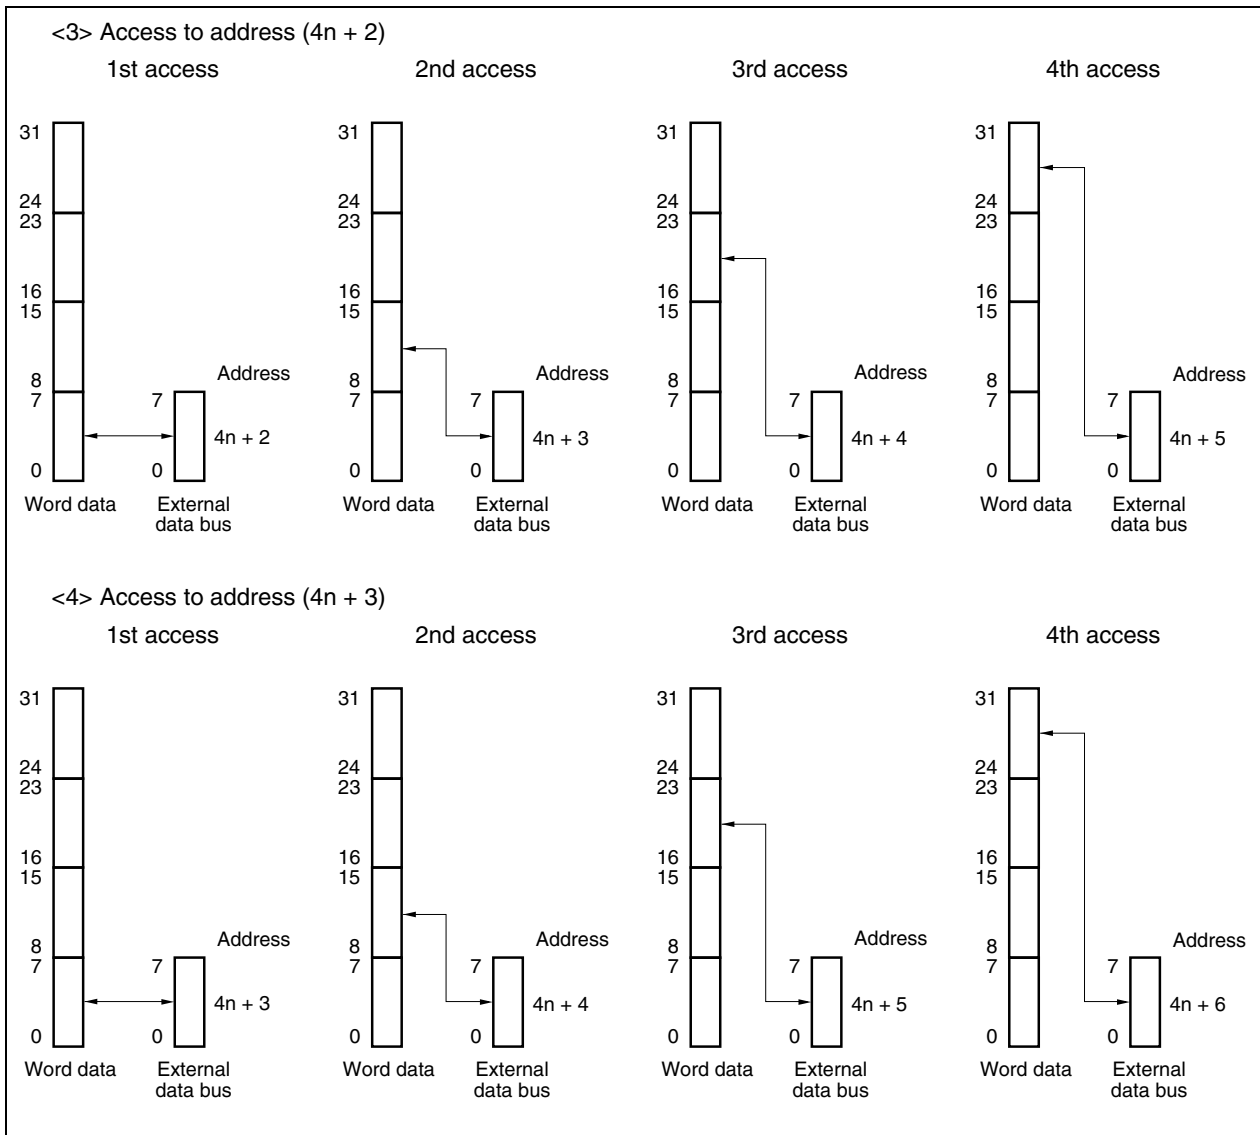 <3> Access to address (4n + 2)
1st access
2nd access
3rd access
4th access
31
24
23
16
15
8
7
0
Word data
Address
7
4n + 2
0
External
data bus
31
24
23
16
15
8
7
0
Word data
Address
7
4n + 3
0
External
data bus
31
24
23
16
15
8
7
0
Word data
Address
7
4n + 4
0
External
data bus
31
24
23
16
15
8
7
0
Word data
Address
7
4n + 5
0
External
data bus
<4> Access to address (4n + 3)
1st access
2nd access
3rd access
4th access
31
24
23
16
15
8
7
0
Word data
Address
7
4n + 3
0
External
data bus
31
24
23
16
15
8
7
0
Word data
Address
7
4n + 4
0
External
data bus
31
24
23
16
15
8
7
0
Word data
Address
7
4n + 5
0
External
data bus
31
24
23
16
15
8
7
0
Word data
Address
7
4n + 6
0
External
data bus